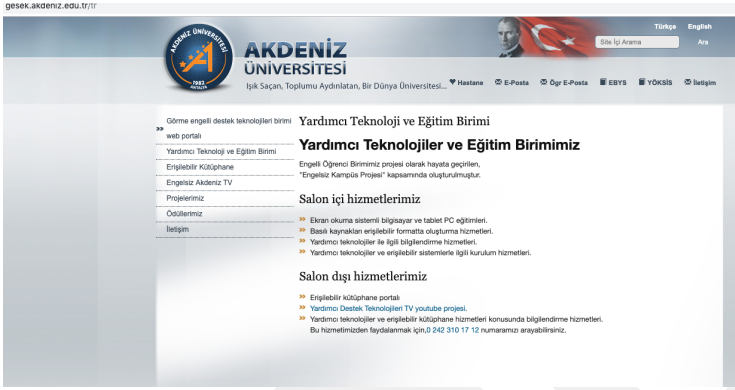 gesek.akdeniz.edu.tr/tr
Türkçe English
AKDENİZ ÜNİVERSİTESİ
1982
ANTALYA
AKDENİZ
ÜNİVERSİTESİ
Işık Saçan, Toplumu Aydınlatan, Bir Dünya Üniversitesi...
Site İçi Arama Ara
Hastane E-Posta Ögr E-Posta EBYS YÖKSİS İletişim
Görme engelli destek teknolojileri birimi
web portalı
Yardımcı Teknoloji ve Eğitim Birimi
Erişilebilir Kütüphane
Engelsiz Akdeniz TV
Projelerimiz
Ödüllerimiz
İletişim
Yardımcı Teknoloji ve Eğitim Birimi
Yardımcı Teknolojiler ve Eğitim Birimimiz
Engelli Öğrenci Birimimiz projesi olarak hayata geçirilen,
"Engelsiz Kampüs Projesi" kapsamında oluşturulmuştur.
Salon içi hizmetlerimiz
Ekran okuma sistemli bilgisayar ve tablet PC eğitimleri.
Basılı kaynakları erişilebilir formatta oluşturma hizmetleri.
Yardımcı teknolojiler ile ilgili bilgilendirme hizmetleri.
Yardımcı teknolojiler ve erişilebilir sistemlerle ilgili kurulum hizmetleri.
Salon dışı hizmetlerimiz
Erişilebilir kütüphane portalı
Yardımcı Destek Teknolojileri TV youtube projesi.
Yardımcı teknolojiler ve erişilebilir kütüphane hizmetleri konusunda bilgilendirme hizmetleri.
Bu hizmetimizden faydalanmak için,0 242 310 17 12 numaramızı arayabilirsiniz.